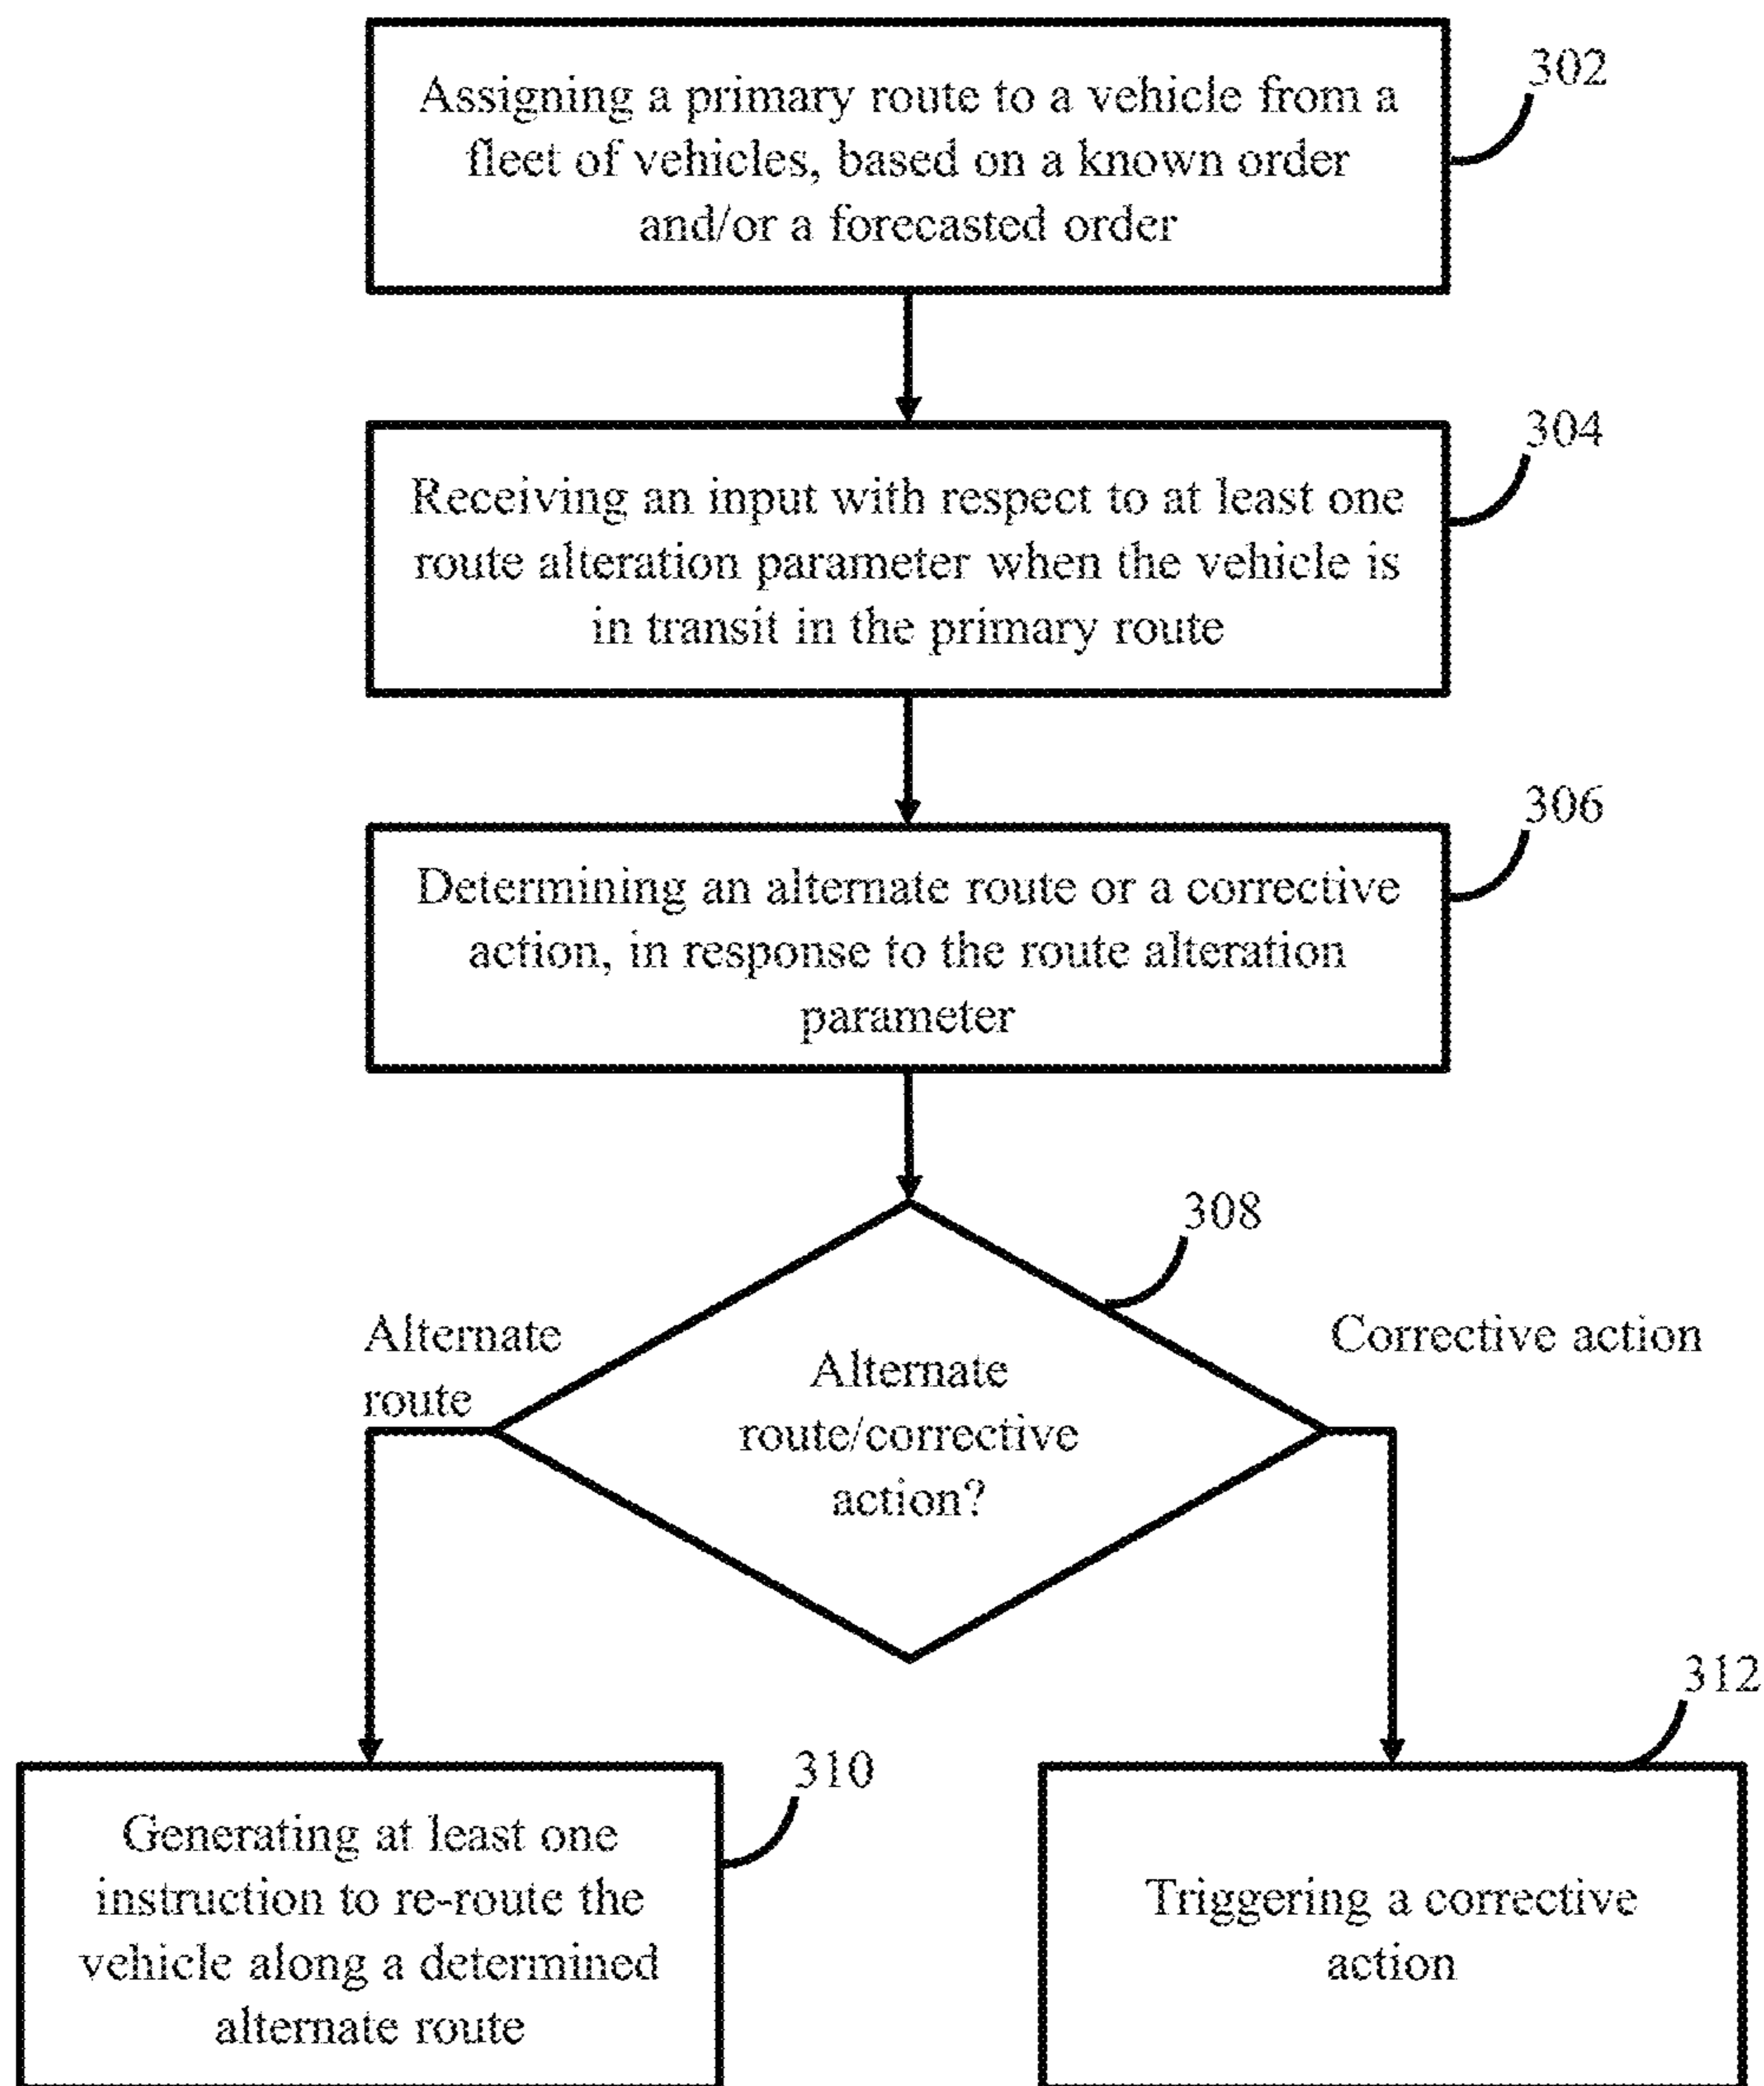 302
Assigning a primary route to a vehicle from a
fleet of vehicles, based on a known order
and/or a forecasted order
304
Receiving an input with respect to at least one
route alteration parameter when the vehicle is
in transit in the primary route
306
Determining an alternate route or a corrective
action, in response to the route alteration
parameter
308
Alternate
route
Alternate
route/corrective
action?
Corrective action
310
Generating at least one
instruction to re-route the
vehicle along a determined
alternate route
312
Triggering a corrective
action